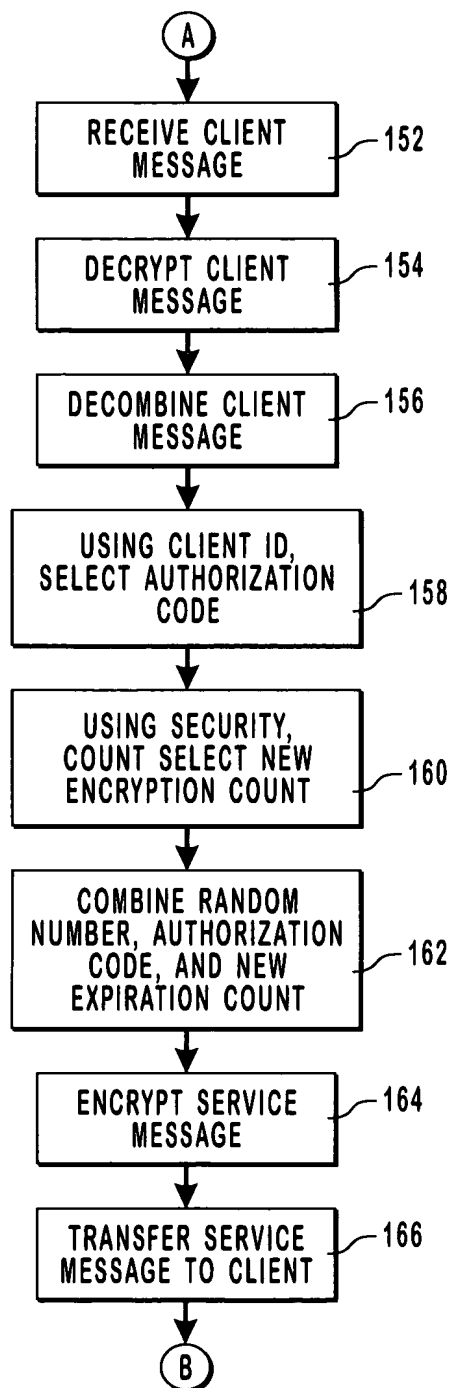 A
RECEIVE CLIENT
MESSAGE
152
DECRYPT CLIENT
MESSAGE
154
DECOMBINE CLIENT
MESSAGE
156
USING CLIENT ID,
SELECT AUTHORIZATION
CODE
158
USING SECURITY,
COUNT SELECT NEW
ENCRYPTION COUNT
160
COMBINE RANDOM
NUMBER, AUTHORIZATION
CODE, AND NEW
EXPIRATION COUNT
162
ENCRYPT SERVICE
MESSAGE
164
TRANSFER SERVICE
MESSAGE TO CLIENT
166
B